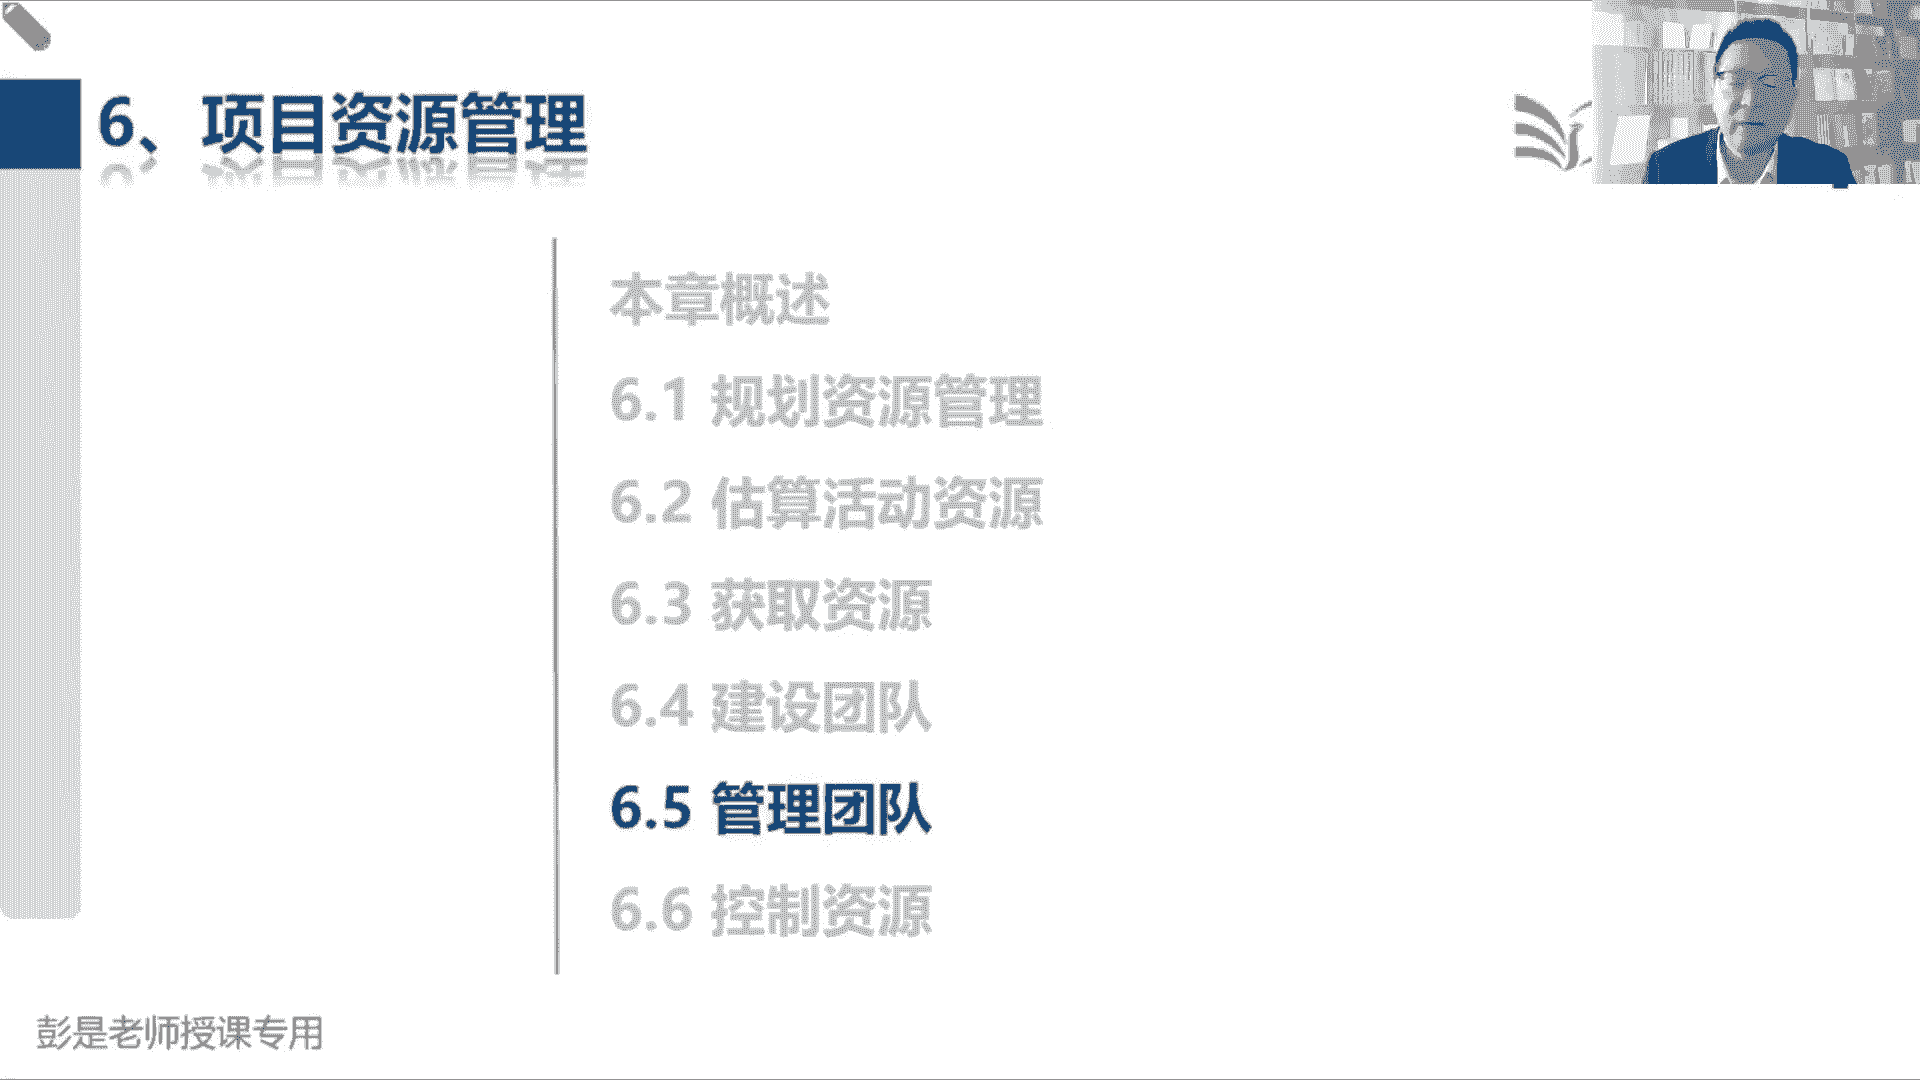 6、项目资源管理
本章概述
6.1 规划资源管理
6.2 估算活动资源
6.3 获取资源
6.4 建设团队
6.5 管理团队
6.6 控制资源
彭是老师授课专用